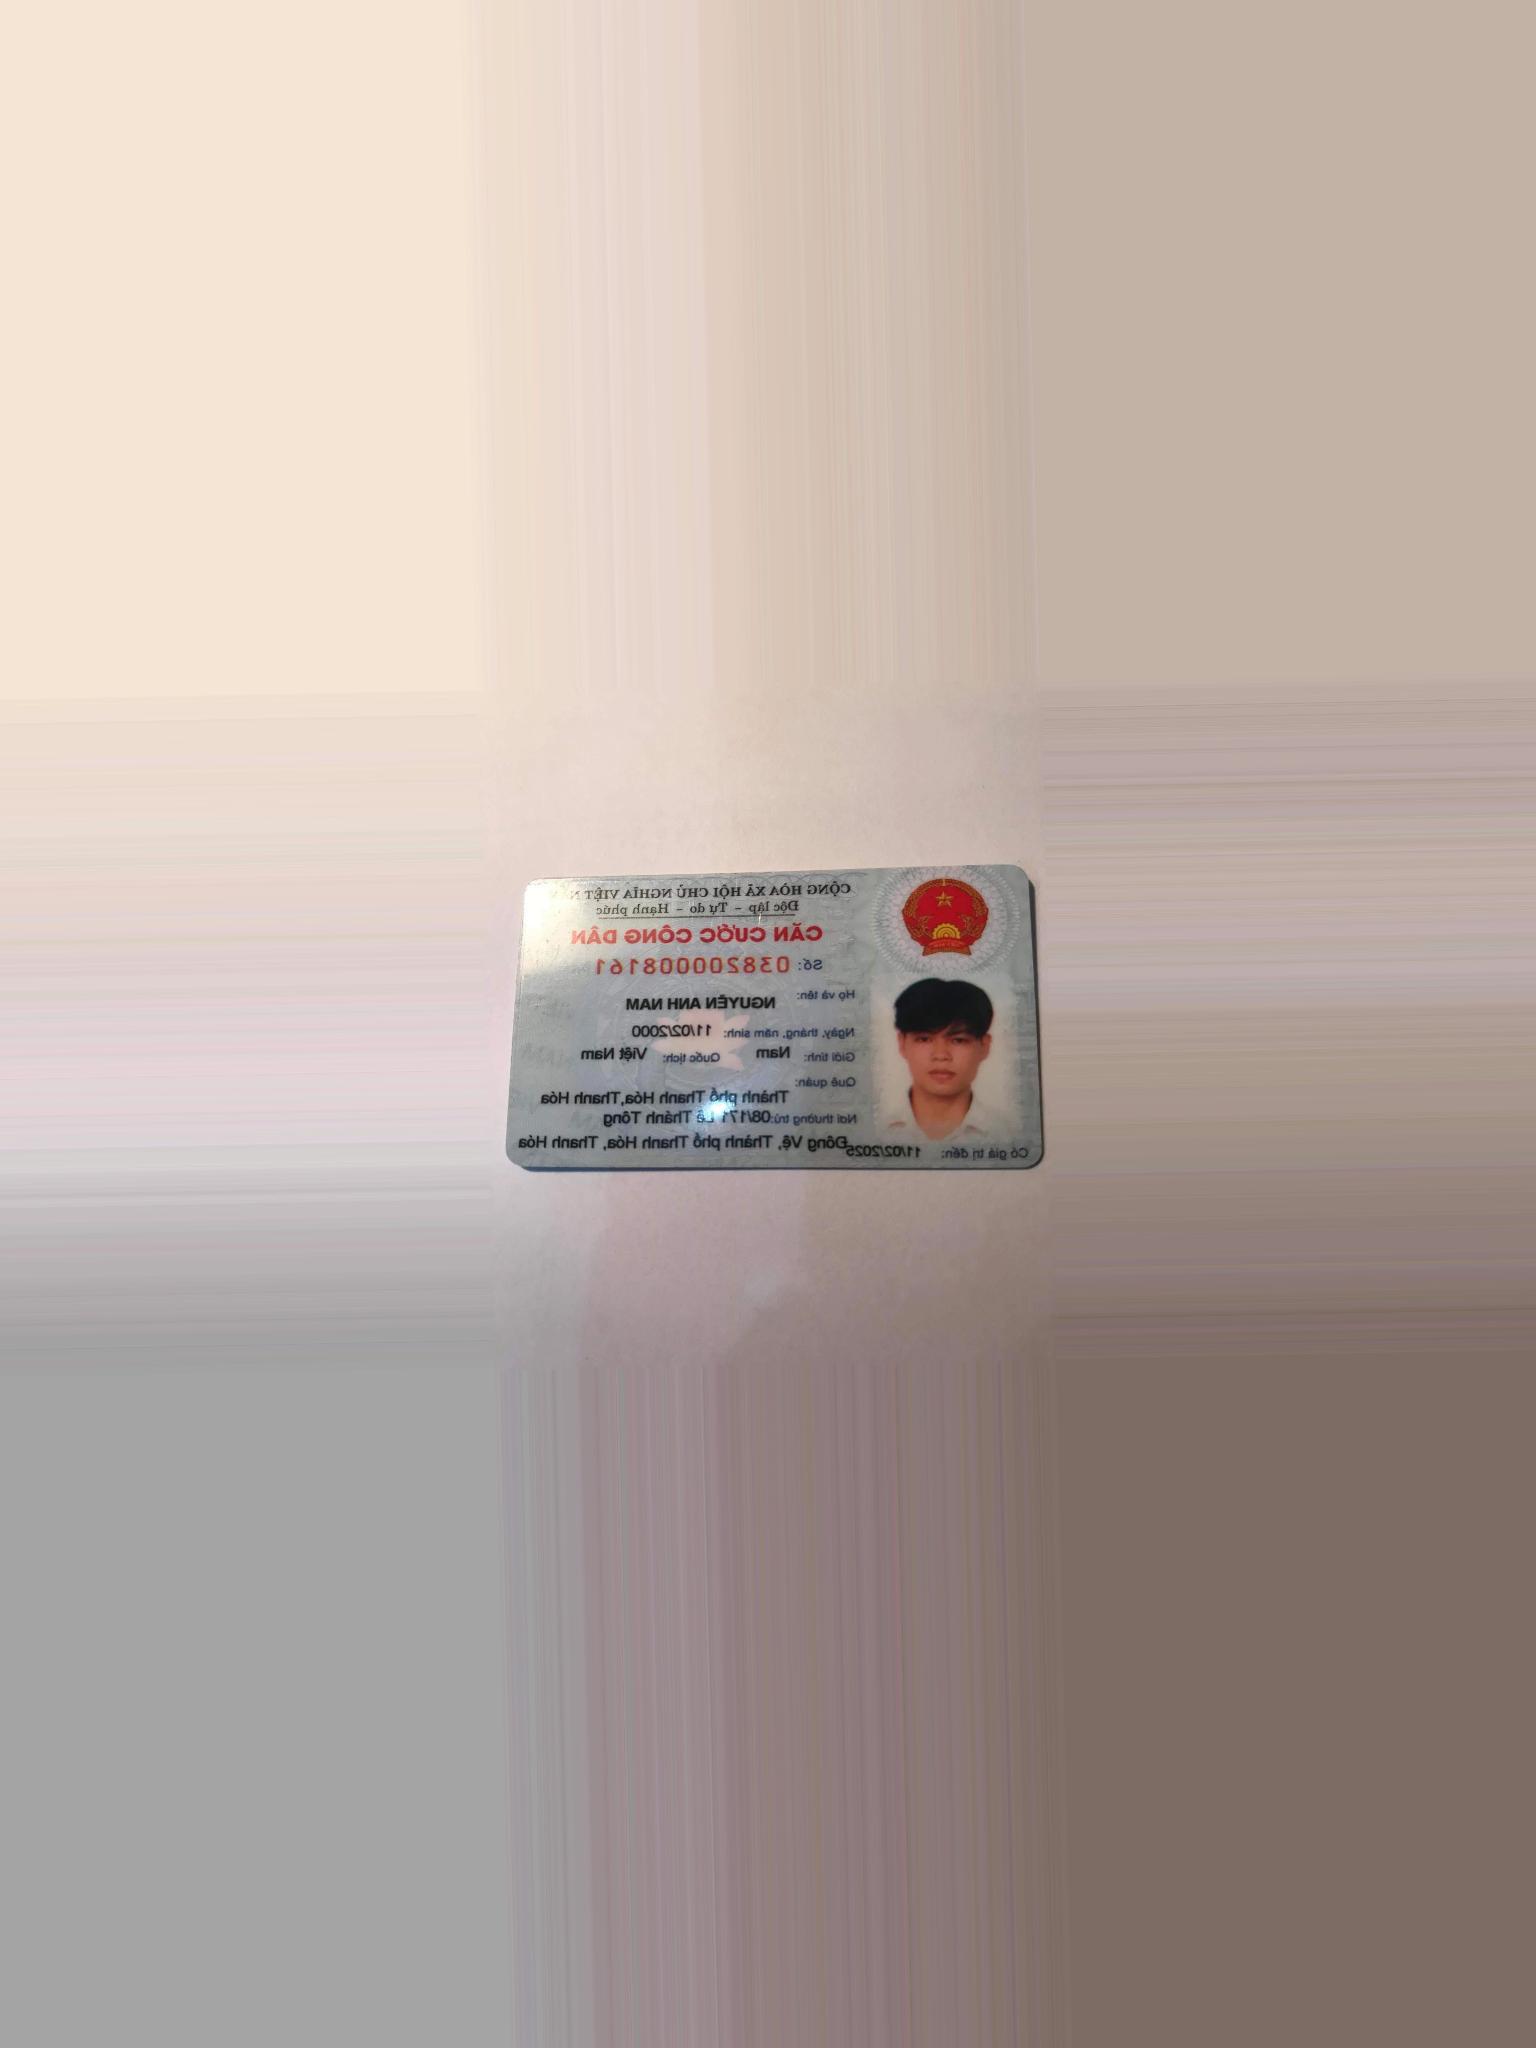 CỘNG HÒA XÃ HỘI CHỦ NGHĨA VIỆT NAM
Độc lập - Tự do - Hạnh phúc
CĂN CƯỚC CÔNG DÂN
Số: 038200008161
Họ và tên: NGUYỄN ANH NAM
Ngày, tháng, năm sinh: 11/02/2000
Giới tính: Nam Quốc tịch: Việt Nam
Quê quán:
Thành phố Thanh Hóa,Thanh Hóa
Nơi thường trú:08/171 Lê Thánh Tông
Đông Vệ, Thành phố Thanh Hóa, Thanh Hóa
Có giá trị đến: 11/02/2025